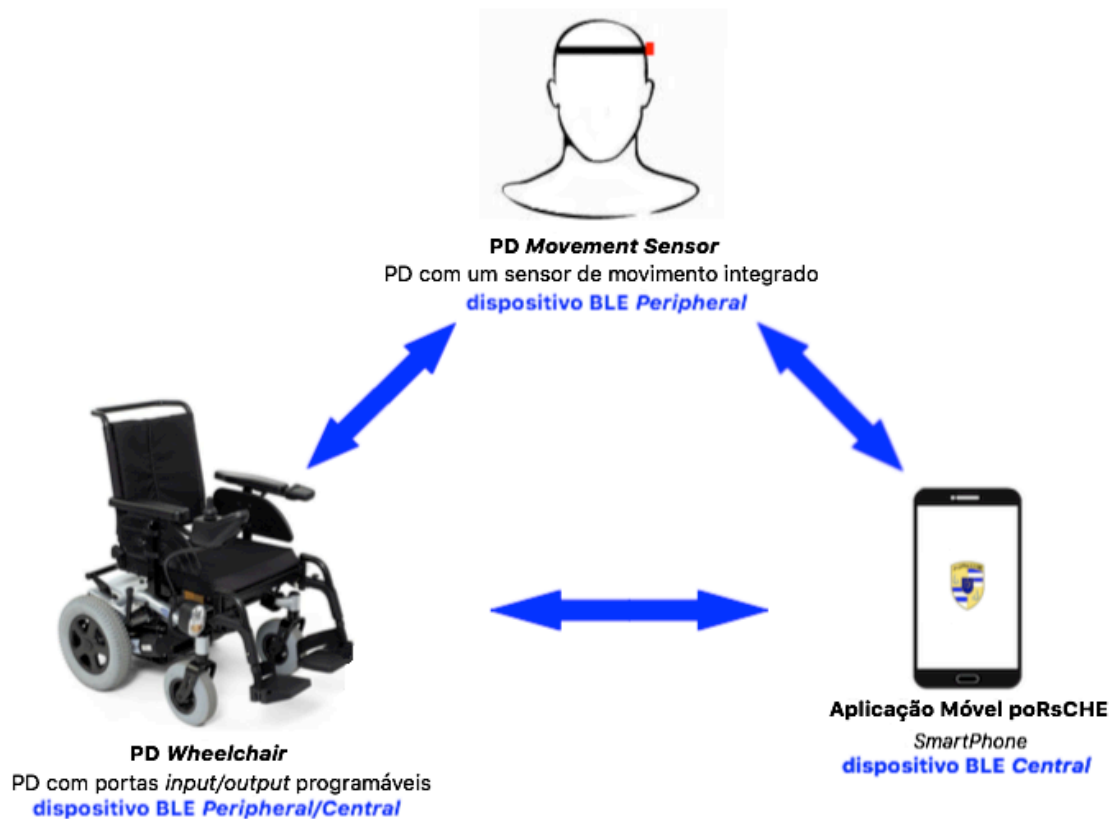 PD Movement Sensor
PD com um sensor de movimento integrado
dispositivo BLE Peripheral
Aplicação Móvel poRsCHE
SmartPhone
dispositivo BLE Central
PD Wheelchair
PD com portas input/output programáveis
dispositivo BLE Peripheral/Central